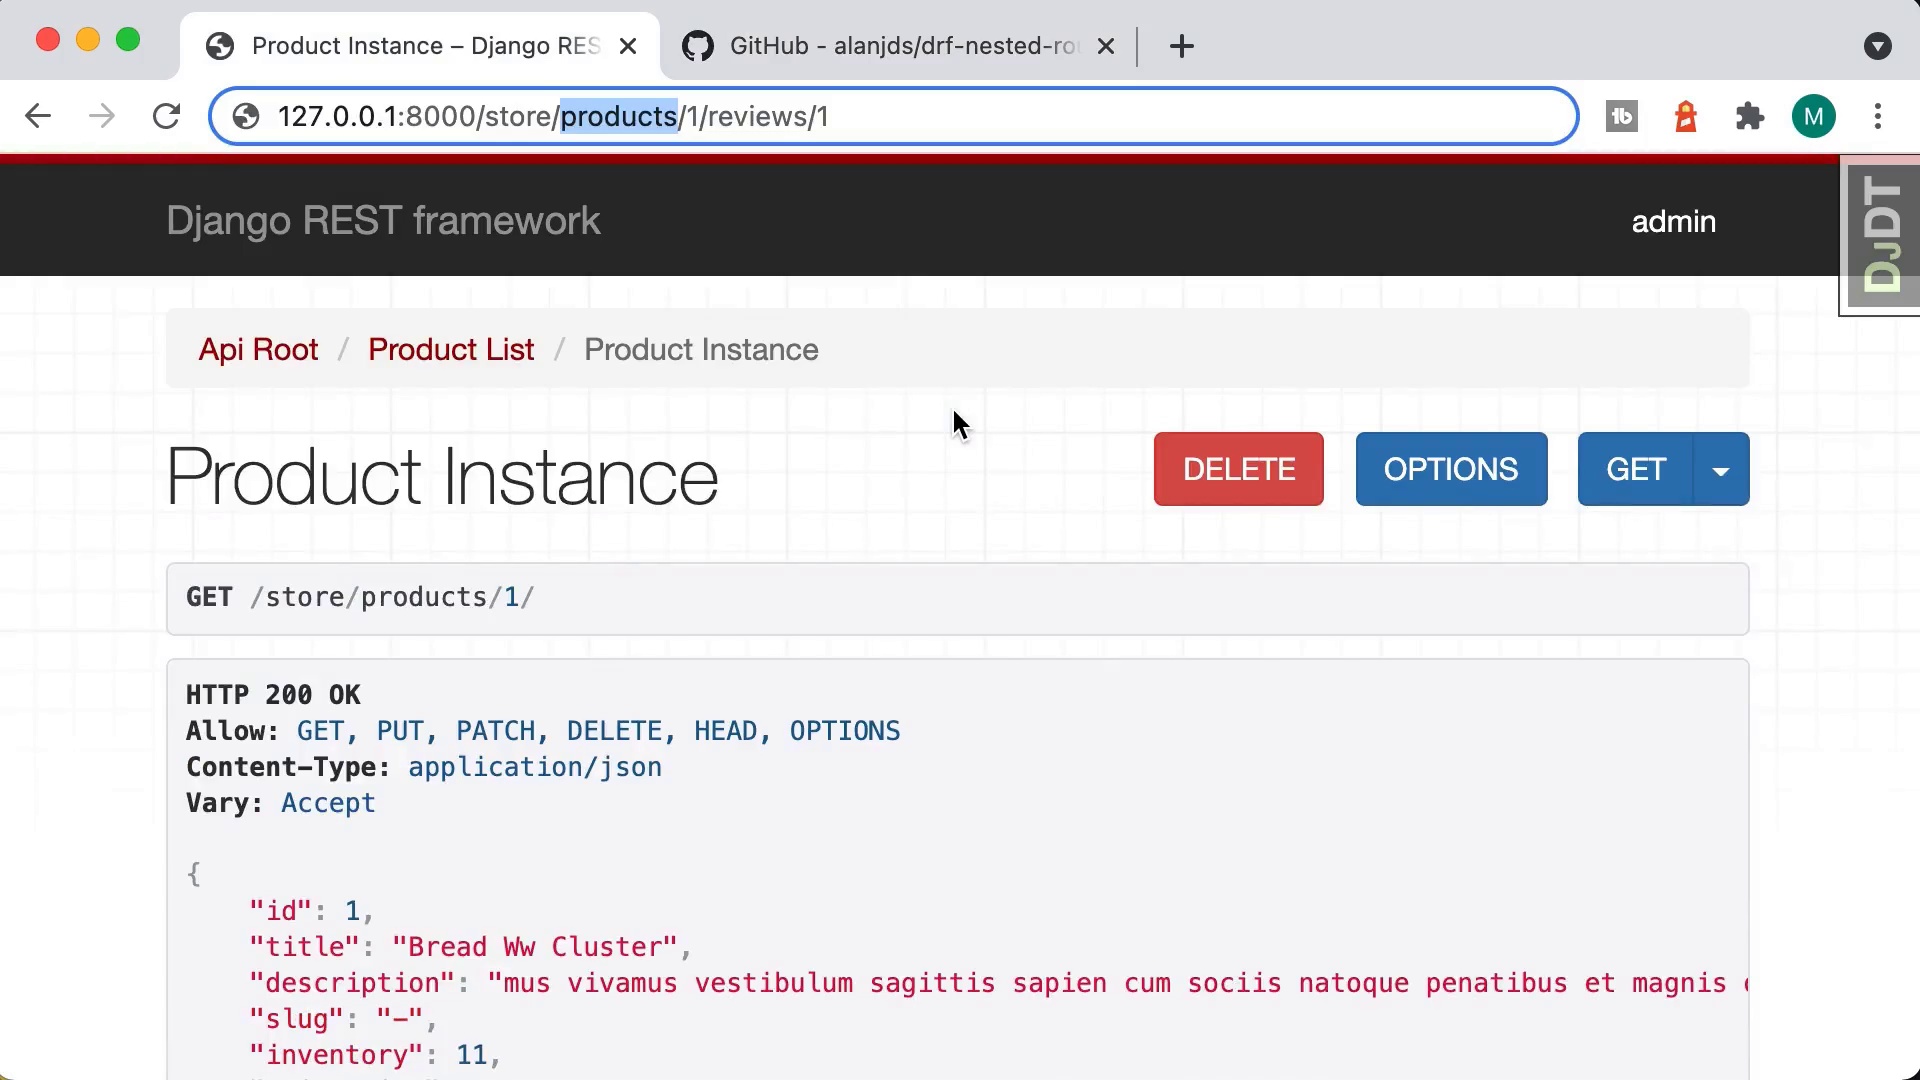 Product Instance – Django RES
GitHub - alanjds/drf-nested-rou
127.0.0.1:8000/store/products/1/reviews/1
M
Django REST framework
admin
DJDT
Api Root / Product List / Product Instance
Product Instance
DELETE
OPTIONS
GET
GET /store/products/1/
HTTP 200 OK
Allow: GET, PUT, PATCH, DELETE, HEAD, OPTIONS
Content-Type: application/json
Vary: Accept
{
"id": 1,
"title": "Bread Ww Cluster",
"description": "mus vivamus vestibulum sagittis sapien cum sociis natoque penatibus et magnis
"slug": "-",
"inventory": 11,